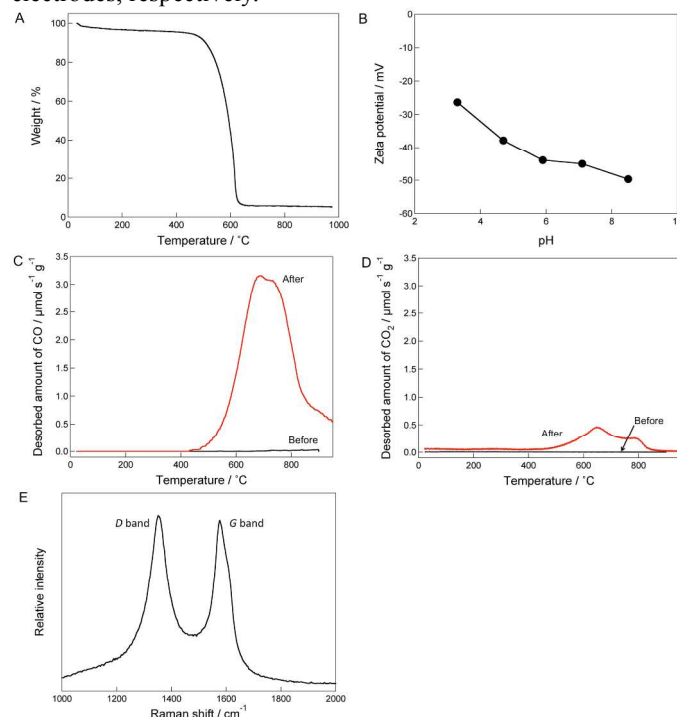 electrodes, respectively.
A
100
80
60
40
20
0
Weight / %
0 200 400 600 800 1000
Temperature / ˚C
B
0
-10
-20
-30
-40
-50
-60
Zeta potential / mV
2 4 6 8 10
pH
C
3.5
3.0
2.5
2.0
1.5
1.0
0.5
0.0
Desorbed amount of CO / µmol s⁻¹ g⁻¹
After
Before
0 200 400 600 800
Temperature / ˚C
D
3.5
3.0
2.5
2.0
1.5
1.0
0.5
0.0
Desorbed amount of CO₂ / µmol s⁻¹ g⁻¹
Before
After
0 200 400 600 800
Temperature / ˚C
E
D band
G band
Relative intensity
1000 1200 1400 1600 1800 2000
Raman shift / cm⁻¹